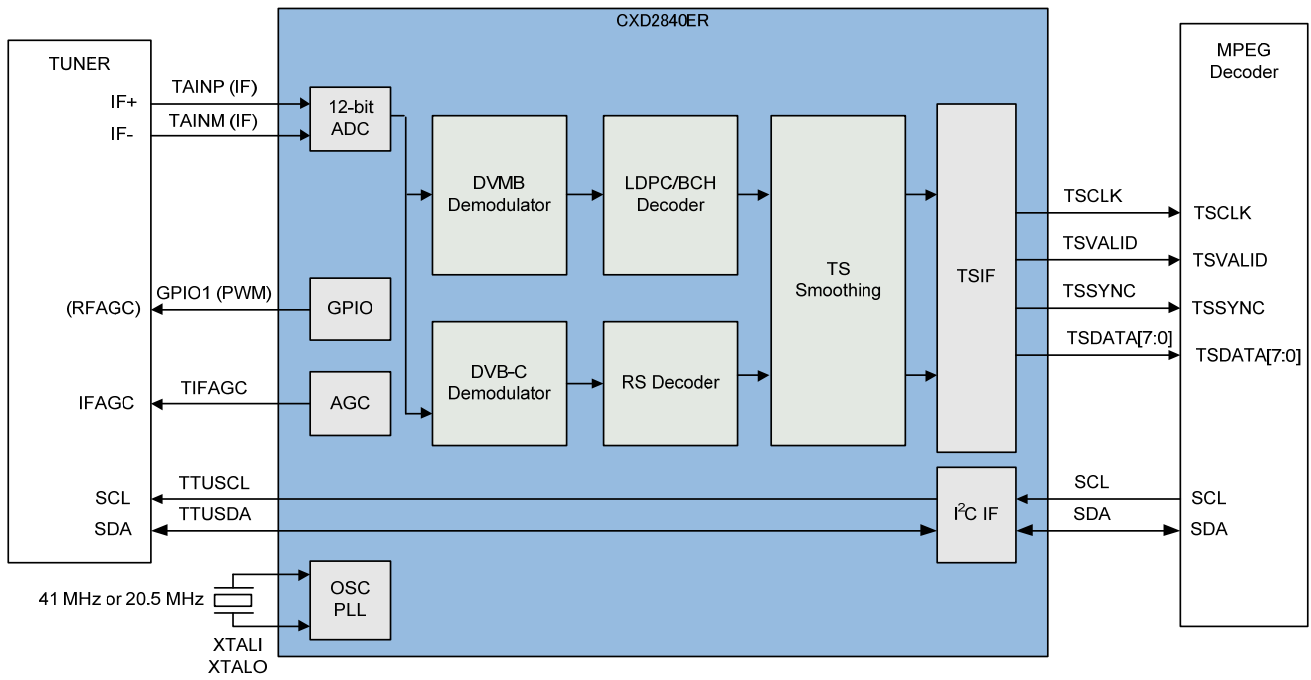 CXD2840ER
TUNER
IF+
IF-
TAINP (IF)
TAINM (IF)
12-bit
ADC
DVMB
Demodulator
LDPC/BCH
Decoder
TS
Smoothing
TSIF
MPEG
Decoder
TSCLK
TSCLK
TSVALID
TSVALID
TSSYNC
TSSYNC
TSDATA[7:0]
TSDATA[7:0]
(RFAGC)
GPIO1 (PWM)
GPIO
DVB-C
Demodulator
RS Decoder
IFAGC
TIFAGC
AGC
SCL
TTUSCL
SDA
TTUSDA
I²C IF
SCL
SDA
SCL
SDA
41 MHz or 20.5 MHz
OSC
PLL
XTALI
XTALO